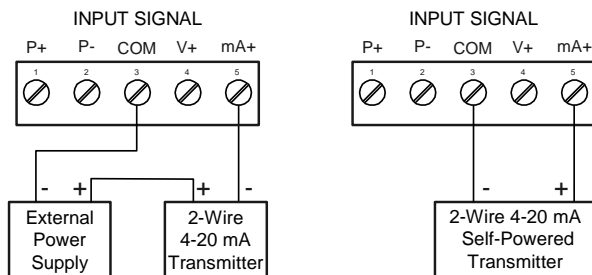 INPUT SIGNAL
P+ P- COM V+ mA+
1 2 3 4 5
- + + -
External
Power
Supply
2-Wire
4-20 mA
Transmitter
INPUT SIGNAL
P+ P- COM V+ mA+
1 2 3 4 5
- +
2-Wire 4-20 mA
Self-Powered
Transmitter